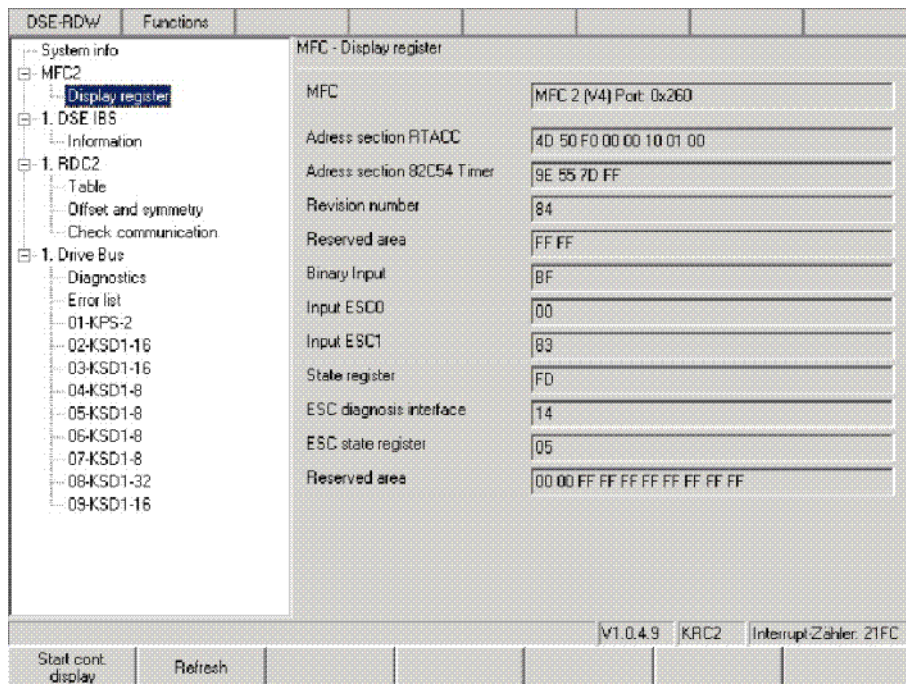 DSE-RDW Functions
System info
MFC2
Display register
1. DSE IBS
Information
1. RDC2
Table
Offset and symmetry
Check communication
1. Drive Bus
Diagnostics
Error list
01-KPS-2
02-KSD1-16
03-KSD1-16
04-KSD1-8
05-KSD1-8
06-KSD1-8
07-KSD1-8
08-KSD1-32
09-KSD1-16
MFC - Display register
MFC MFC 2 (V4) Port: 0x260
Adress section RTACC 4D 50 F0 00 00 10 01 00
Adress section 82C54 Timer 9E 55 7D FF
Revision number 84
Reserved area FF FF
Binary Input BF
Input ESC0 00
Input ESC1 83
State register FD
ESC diagnosis interface 14
ESC state register 05
Reserved area 00 00 FF FF FF FF FF FF FF FF
V1.0.4.9 KRC2 Interrupt-Zähler: 21FC
Start cont. Refresh
display